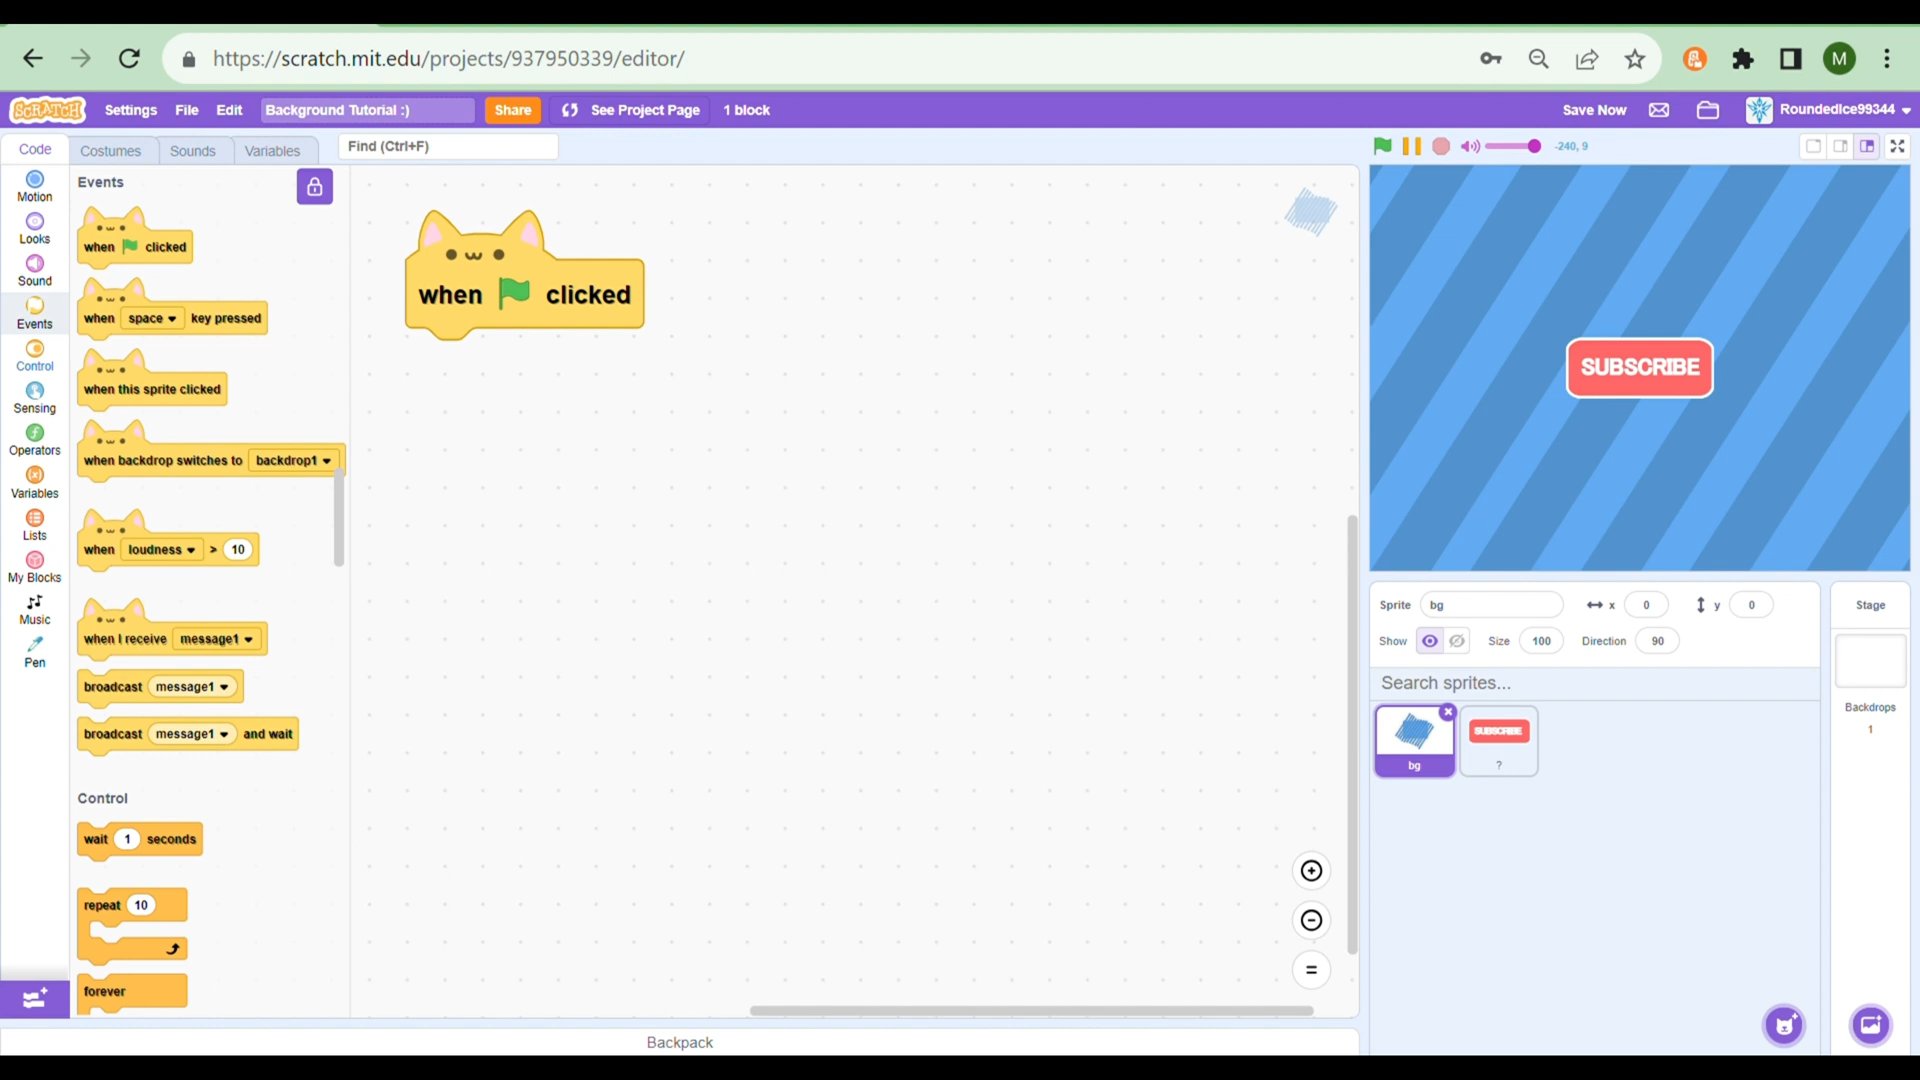 https://scratch.mit.edu/projects/937950339/editor/
M
SCRATCH Settings File Edit Background Tutorial :) Share See Project Page 1 block Save Now RoundedIce99344
Code Costumes Sounds Variables Find (Ctrl+F)
-240, 9
Motion
Looks
Sound
Events
Control
Sensing
Operators
Variables
Lists
My Blocks
Music
Pen
Events
when clicked
when space key pressed
when this sprite clicked
when backdrop switches to backdrop1
when loudness > 10
when I receive message1
broadcast message1
broadcast message1 and wait
Control
wait 1 seconds
repeat 10
forever
when clicked
SUBSCRIBE
Sprite bg x 0 y 0
Show Size 100 Direction 90
Search sprites...
bg
SUBSCRIBE
?
Stage
Backdrops
1
Backpack